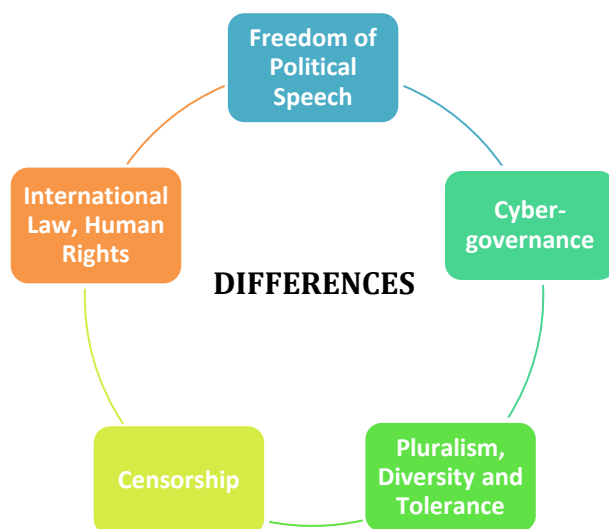 Freedom of
Political
Speech
International
Law, Human
Rights
Cyber-
governance
DIFFERENCES
Censorship
Pluralism,
Diversity and
Tolerance